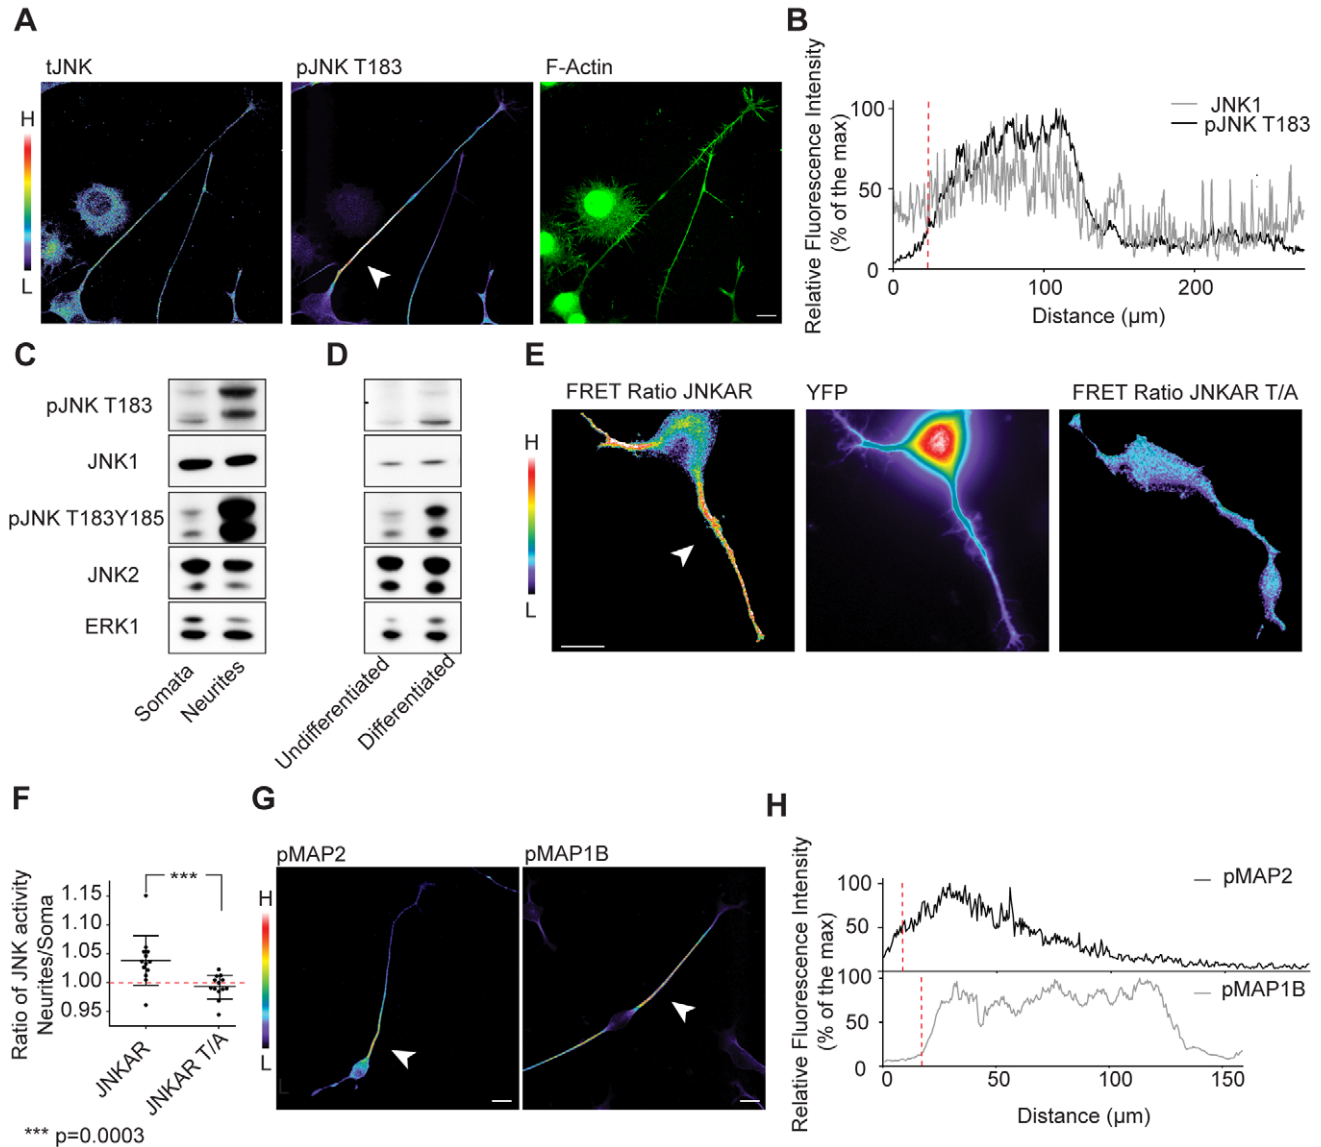 A
tJNK
pJNK T183
F-Actin
H
L
B
Relative Fluorescence Intensity
(% of the max)
100
50
0
JNK1
pJNK T183
0
100
200
Distance (µm)
C
pJNK T183
JNK1
pJNK T183Y185
JNK2
ERK1
Somata
Neurites
D
Undifferentiated
Differentiated
E
FRET Ratio JNKAR
YFP
FRET Ratio JNKAR T/A
H
L
F
Ratio of JNK activity
Neurites/Soma
1.15
1.10
1.05
1.00
0.95
***
JNKAR
JNKAR T/A
*** p=0.0003
G
pMAP2
pMAP1B
H
L
L
H
Relative Fluorescence Intensity
(% of the max)
100
50
pMAP2
100
50
0
pMAP1B
0
50
100
150
Distance (µm)